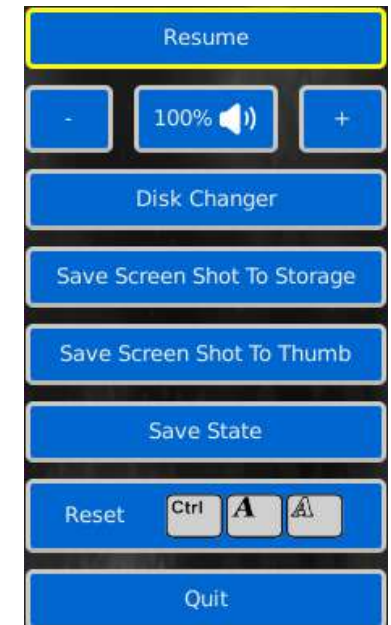 Resume
- 100% +
Disk Changer
Save Screen Shot To Storage
Save Screen Shot To Thumb
Save State
Reset Ctrl A A
Quit